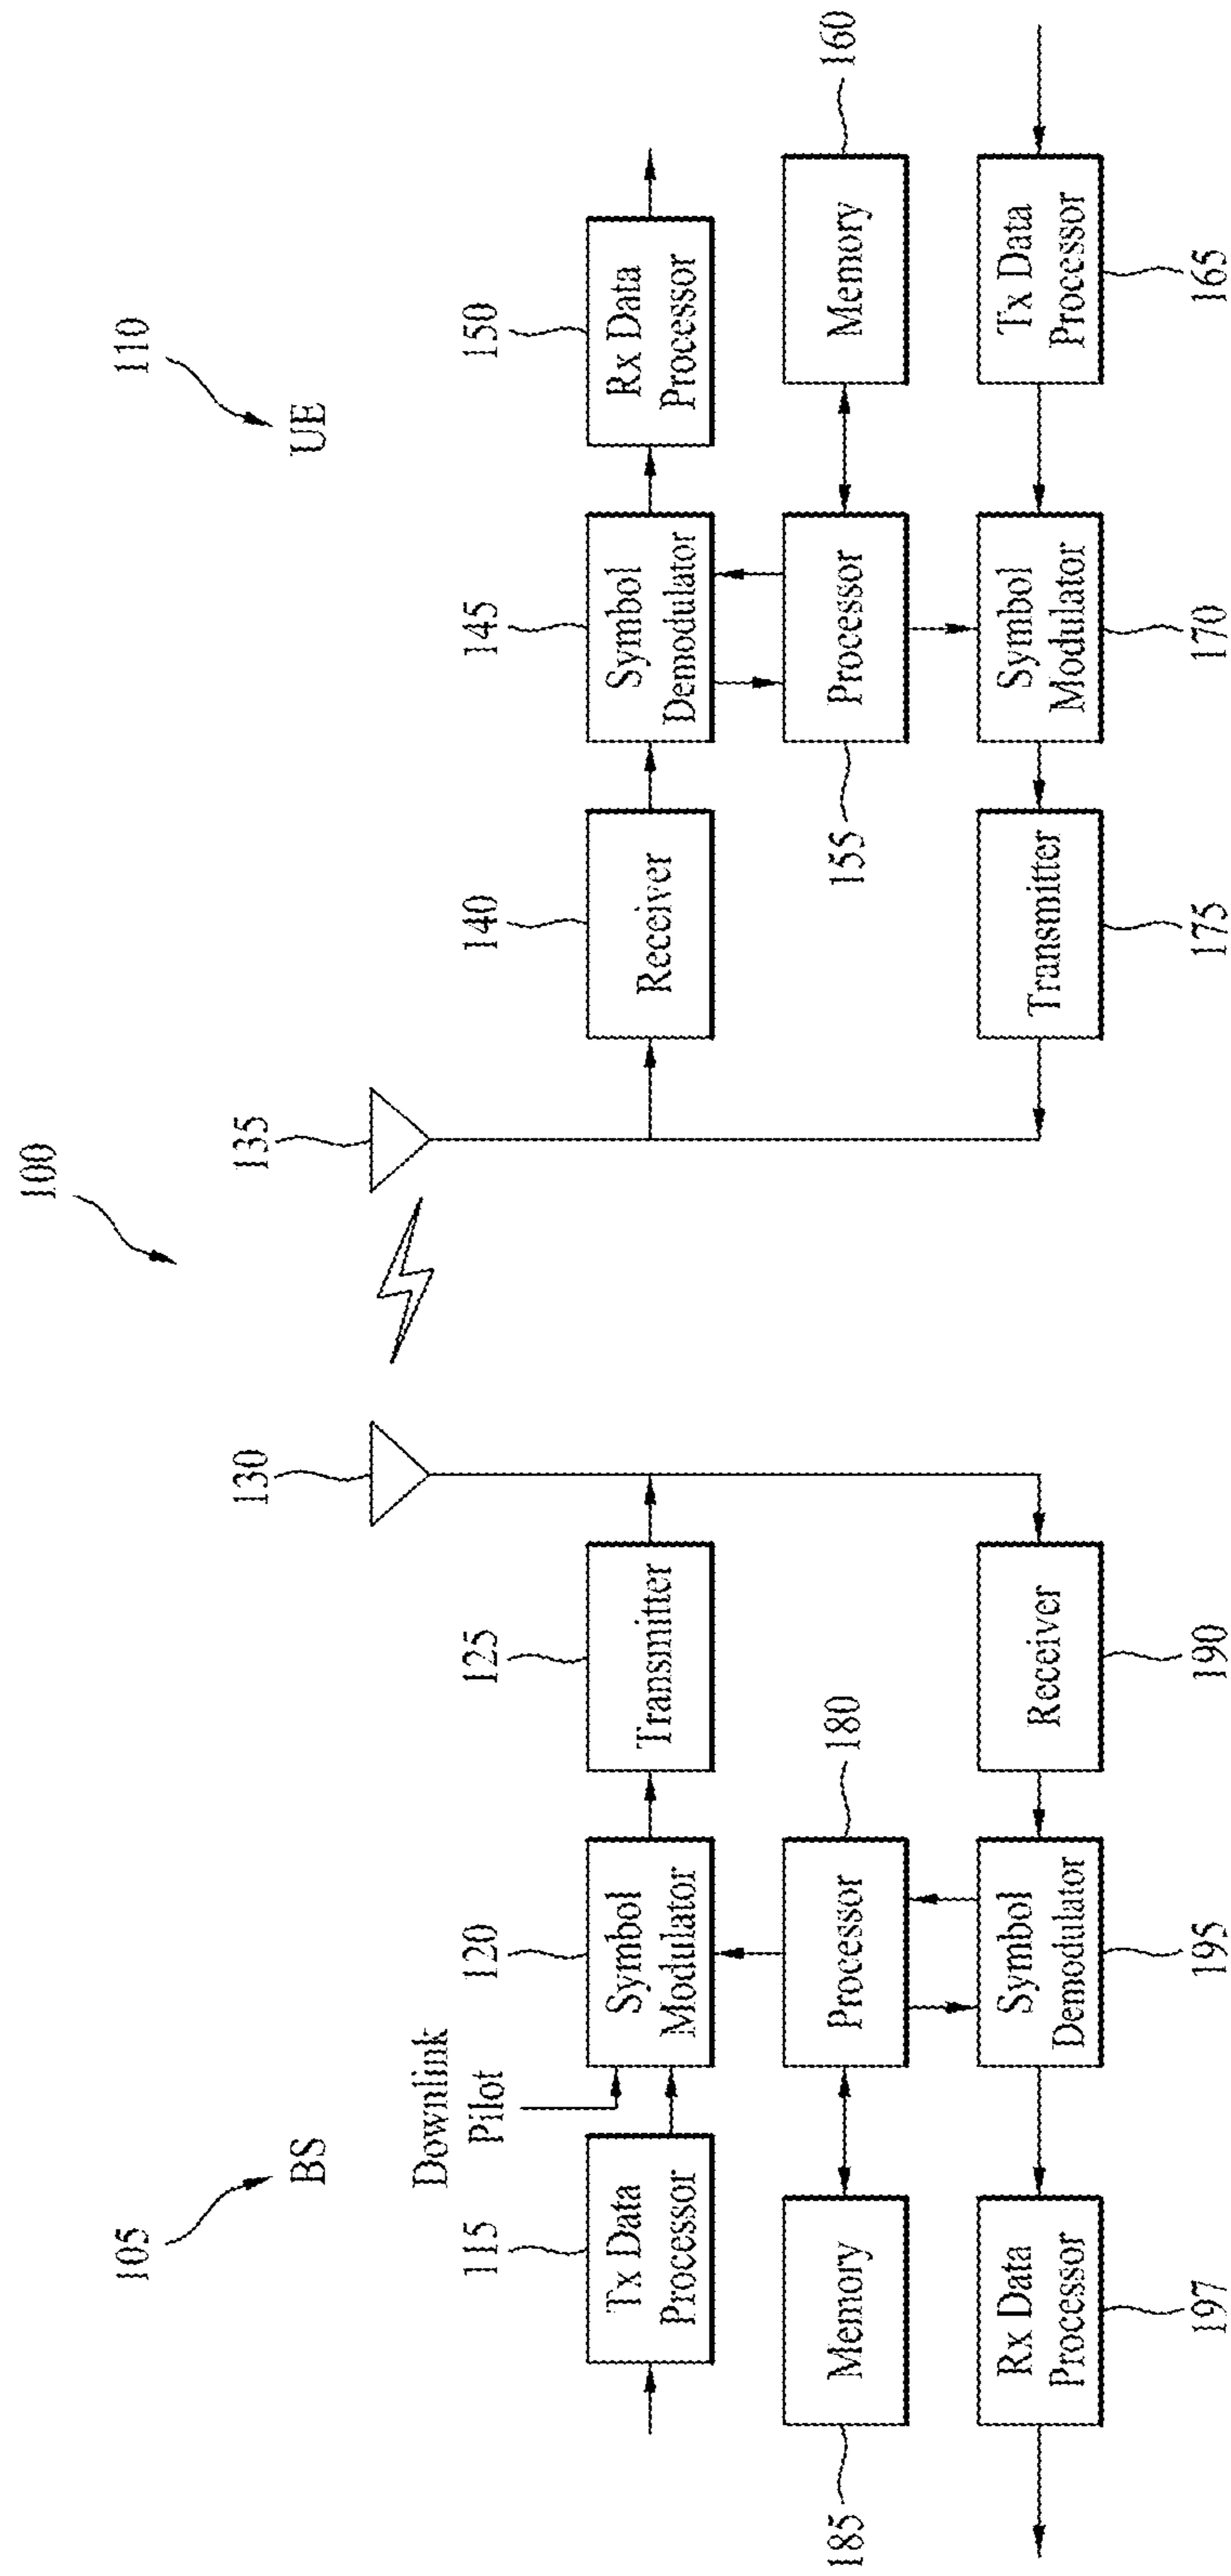 100
105
BS
110
UE
130
135
Downlink
Pilot
115
120
125
140
145
150
Tx Data
Processor
Symbol
Modulator
Transmitter
Receiver
Symbol
Demodulator
Rx Data
Processor
180
160
Memory
Processor
Processor
Memory
185
155
Rx Data
Processor
Symbol
Demodulator
Receiver
Transmitter
Symbol
Modulator
Tx Data
Processor
197
195
190
175
170
165